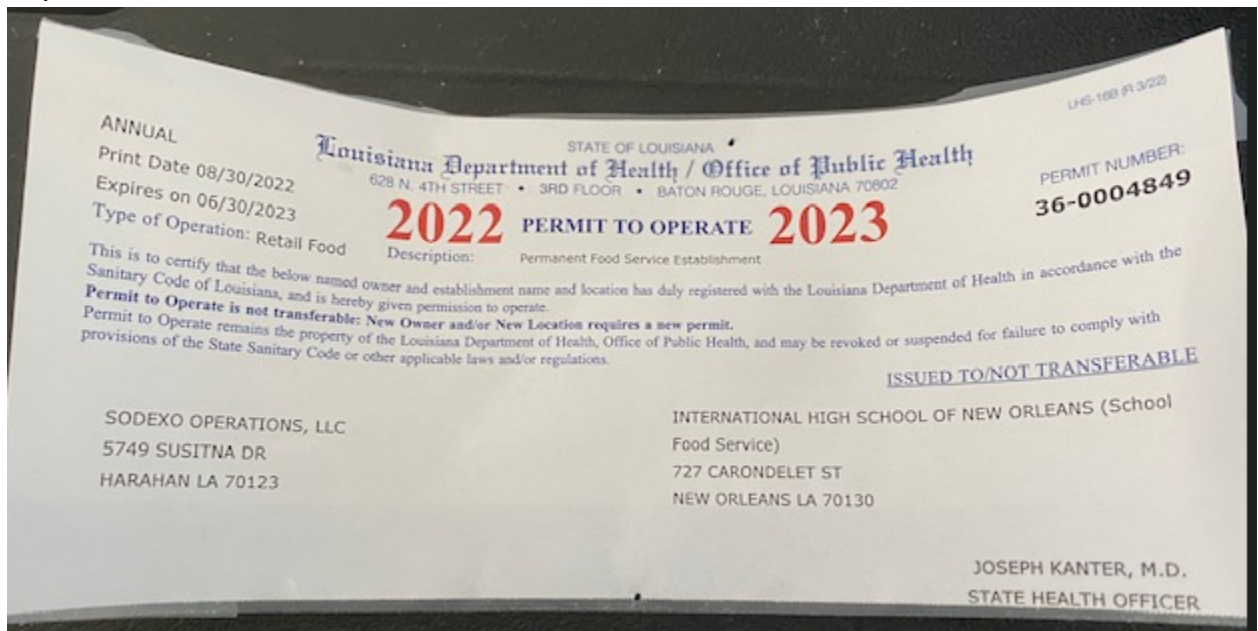 LHS-16B (R 3/22)
ANNUAL
Print Date 08/30/2022
Expires on 06/30/2023
Type of Operation: Retail Food
STATE OF LOUISIANA
Louisiana Department of Health / Office of Public Health
628 N. 4TH STREET • 3RD FLOOR • BATON ROUGE, LOUISIANA 70802
2022 PERMIT TO OPERATE 2023
Description: Permanent Food Service Establishment
PERMIT NUMBER:
36-0004849
This is to certify that the below named owner and establishment name and location has duly registered with the Louisiana Department of Health in accordance with the
Sanitary Code of Louisiana, and is hereby given permission to operate.
Permit to Operate is not transferable: New Owner and/or New Location requires a new permit.
Permit to Operate remains the property of the Louisiana Department of Health, Office of Public Health, and may be revoked or suspended for failure to comply with
provisions of the State Sanitary Code or other applicable laws and/or regulations.
ISSUED TO/NOT TRANSFERABLE
SODEXO OPERATIONS, LLC
5749 SUSITNA DR
HARAHAN LA 70123
INTERNATIONAL HIGH SCHOOL OF NEW ORLEANS (School
Food Service)
727 CARONDELET ST
NEW ORLEANS LA 70130
JOSEPH KANTER, M.D.
STATE HEALTH OFFICER